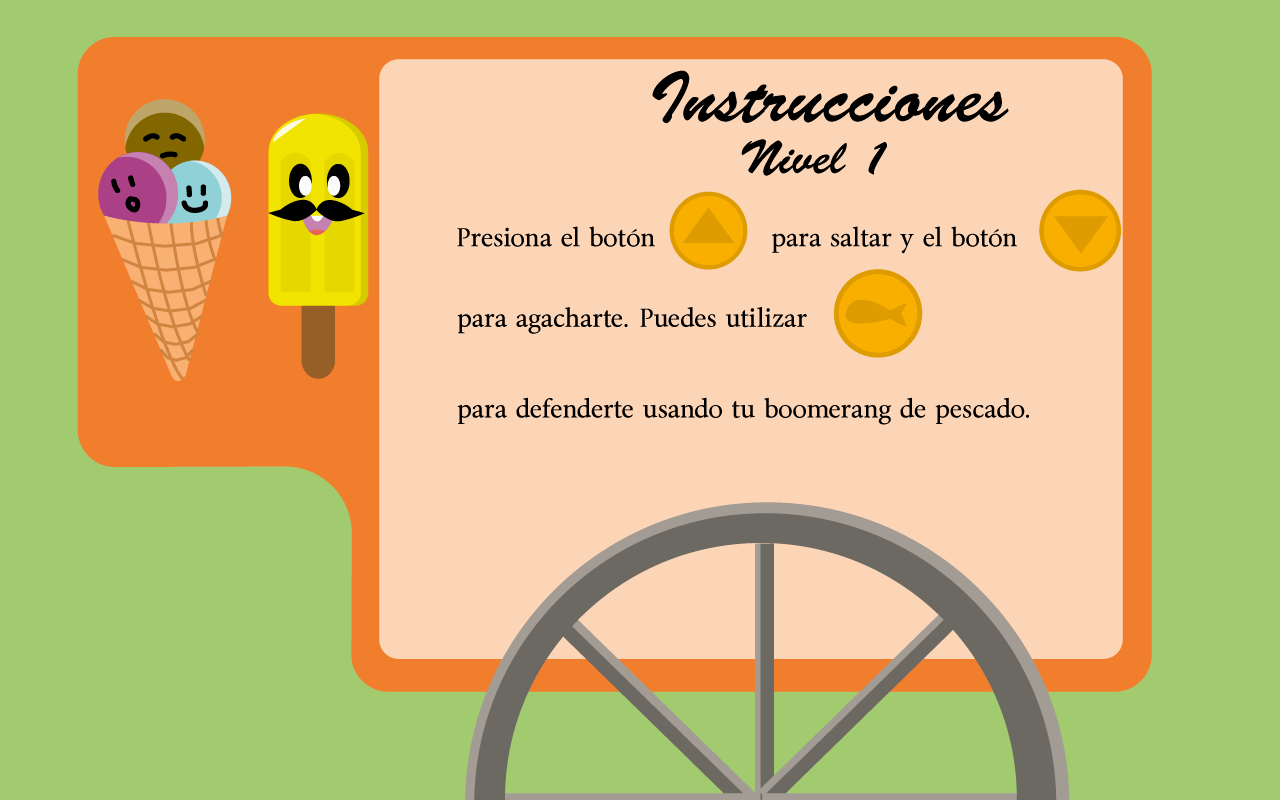 Instrucciones
Nivel 1
Presiona el botón para saltar y el botón
para agacharte. Puedes utilizar
para defenderte usando tu boomerang de pescado.